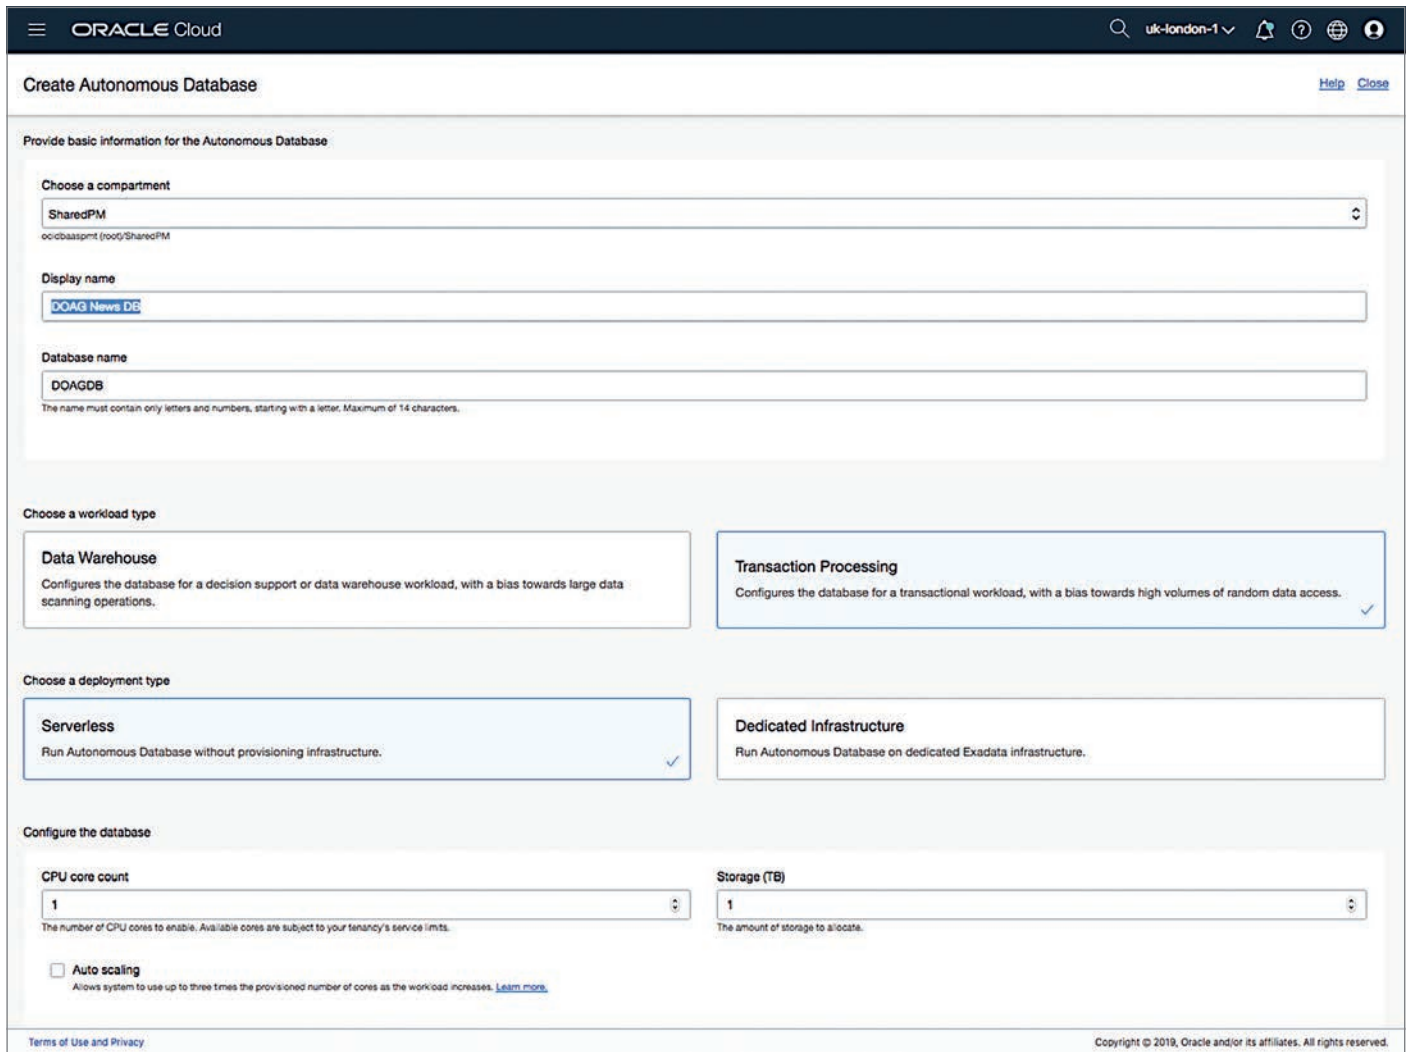 ORACLE Cloud
uk-london-1
Create Autonomous Database
Help Close
Provide basic information for the Autonomous Database
Choose a compartment
SharedPM
ocidbaaspmt (root)/SharedPM
Display name
DOAG News DB
Database name
DOAGDB
The name must contain only letters and numbers, starting with a letter. Maximum of 14 characters.
Choose a workload type
Data Warehouse
Configures the database for a decision support or data warehouse workload, with a bias towards large data
scanning operations.
Transaction Processing
Configures the database for a transactional workload, with a bias towards high volumes of random data access.
Choose a deployment type
Serverless
Run Autonomous Database without provisioning infrastructure.
Dedicated Infrastructure
Run Autonomous Database on dedicated Exadata infrastructure.
Configure the database
CPU core count
1
The number of CPU cores to enable. Available cores are subject to your tenancy's service limits.
Storage (TB)
1
The amount of storage to allocate.
Auto scaling
Allows system to use up to three times the provisioned number of cores as the workload increases. Learn more.
Terms of Use and Privacy
Copyright © 2019, Oracle and/or its affiliates. All rights reserved.